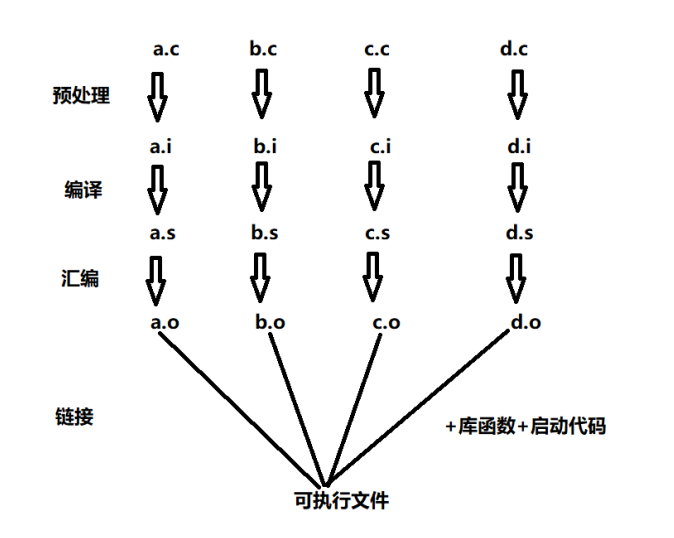 a.c b.c c.c d.c
预处理
a.i b.i c.i d.i
编译
a.s b.s c.s d.s
汇编
a.o b.o c.o d.o
链接
+库函数+启动代码
可执行文件